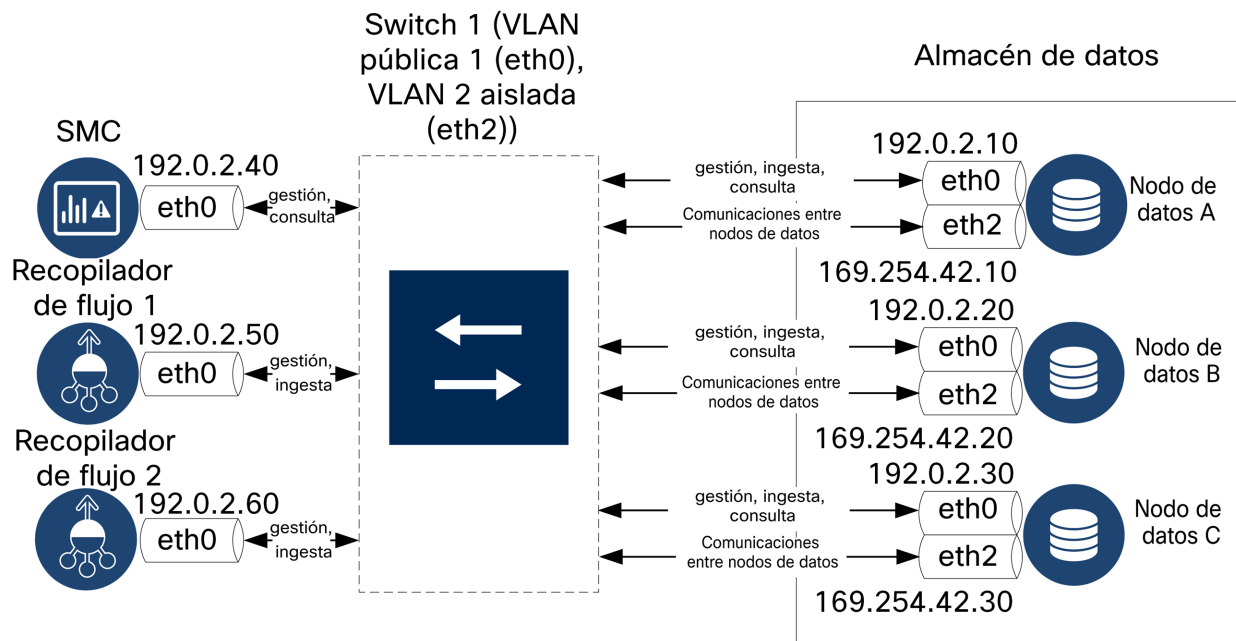 Switch 1 (VLAN
pública 1 (eth0),
VLAN 2 aislada
(eth2))
Almacén de datos
SMC
192.0.2.40
eth0
gestión,
consulta
Recopilador
de flujo 1
192.0.2.50
eth0
gestión,
ingesta
Recopilador
de flujo 2
192.0.2.60
eth0
gestión,
ingesta
gestión, ingesta,
consulta
Comunicaciones entre
nodos de datos
192.0.2.10
eth0
eth2
169.254.42.10
Nodo de
datos A
gestión, ingesta,
consulta
Comunicaciones entre
nodos de datos
192.0.2.20
eth0
eth2
169.254.42.20
Nodo de
datos B
gestión, ingesta,
consulta
Comunicaciones
entre nodos de datos
192.0.2.30
eth0
eth2
169.254.42.30
Nodo de
datos C